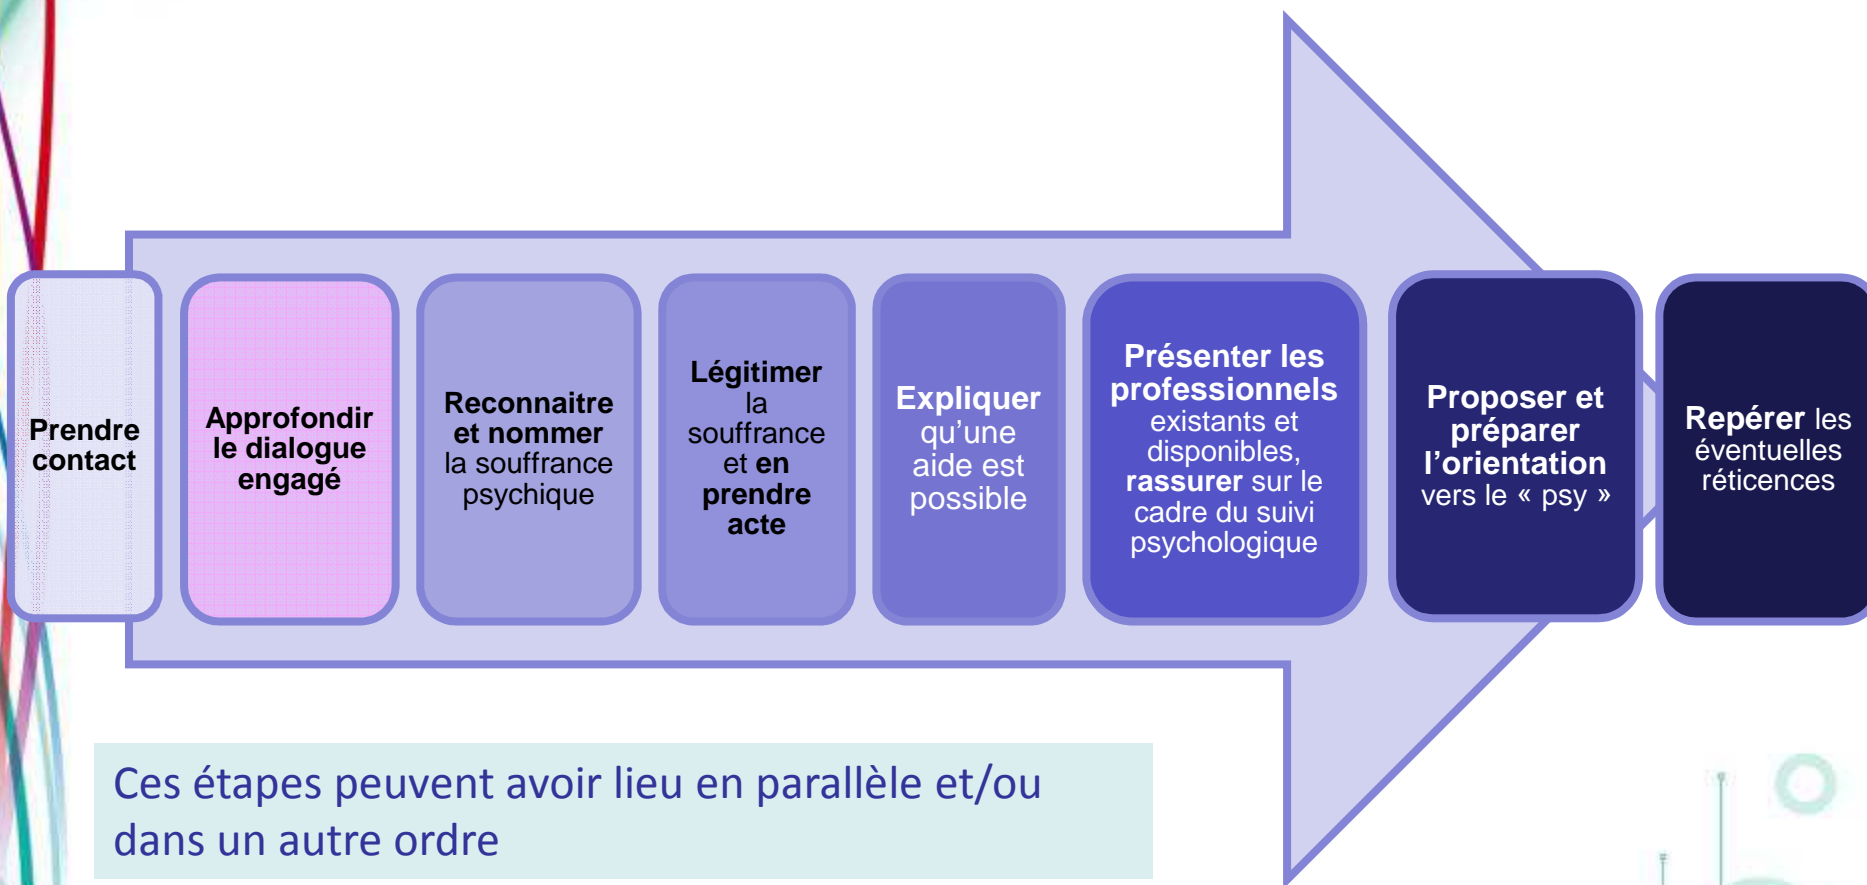 Prendre
contact
Approfondir
le dialogue
engagé
Reconnaitre
et nommer
la souffrance
psychique
Légitimer
la
souffrance
et en
prendre
acte
Expliquer
qu’une
aide est
possible
Présenter les
professionnels
existants et
disponibles,
rassurer sur le
cadre du suivi
psychologique
Proposer et
préparer
l’orientation
vers le « psy »
Repérer les
éventuelles
réticences
Ces étapes peuvent avoir lieu en parallèle et/ou
dans un autre ordre